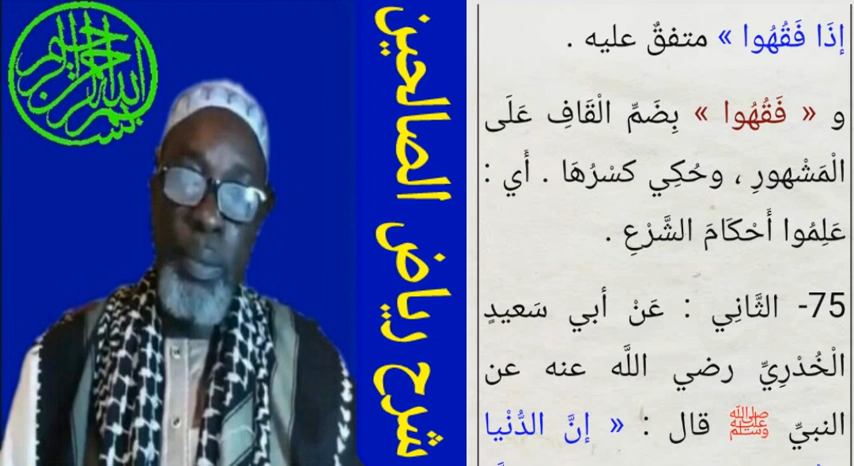 بسم الله الرحمن الرحيم
شرح رياض الصالحين
إذَا فَقُهُوا » متفقٌ عليه .
و « فَقُهُوا » بِضَمِّ الْقَافِ عَلَى
الْمَشْهورِ ، وحُكِي كسْرُهَا . أَي :
عَلِمُوا أَحْكَامَ الشَّرْعِ .
75- الثَّانِي : عَنْ أبي سَعيدٍ
الْخُدْرِيِّ رضي اللَّه عنه عن
النبيِّ ﷺ قال : « إنَّ الدُّنْيا